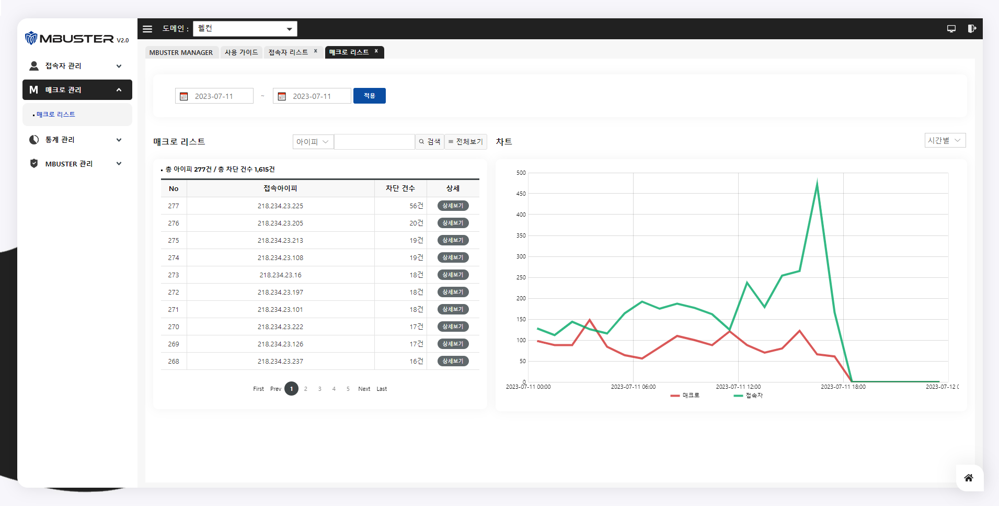 MBUSTER V2.0
도메인 : 웰컨
MBUSTER MANAGER 사용 가이드 접속자 리스트 x 매크로 리스트 x
접속자 관리
M 매크로 관리
매크로 리스트
통계 관리
MBUSTER 관리
2023-07-11 ~ 2023-07-11 적용
매크로 리스트 아이피 검색 전체보기
총 아이피 277건 / 총 차단 건수 1,615건
No 접속아이피 차단 건수 상세
277 218.234.23.225 56건 상세보기
276 218.234.23.205 20건 상세보기
275 218.234.23.213 19건 상세보기
274 218.234.23.108 19건 상세보기
273 218.234.23.16 18건 상세보기
272 218.234.23.197 18건 상세보기
271 218.234.23.101 18건 상세보기
270 218.234.23.222 17건 상세보기
269 218.234.23.126 17건 상세보기
268 218.234.23.237 16건 상세보기
First Prev 1 2 3 4 5 Next Last
차트 시간별
500
450
400
350
300
250
200
150
100
50
0
2023-07-11 00:00 2023-07-11 06:00 2023-07-11 12:00 2023-07-11 18:00 2023-07-12 0
매크로 접속자